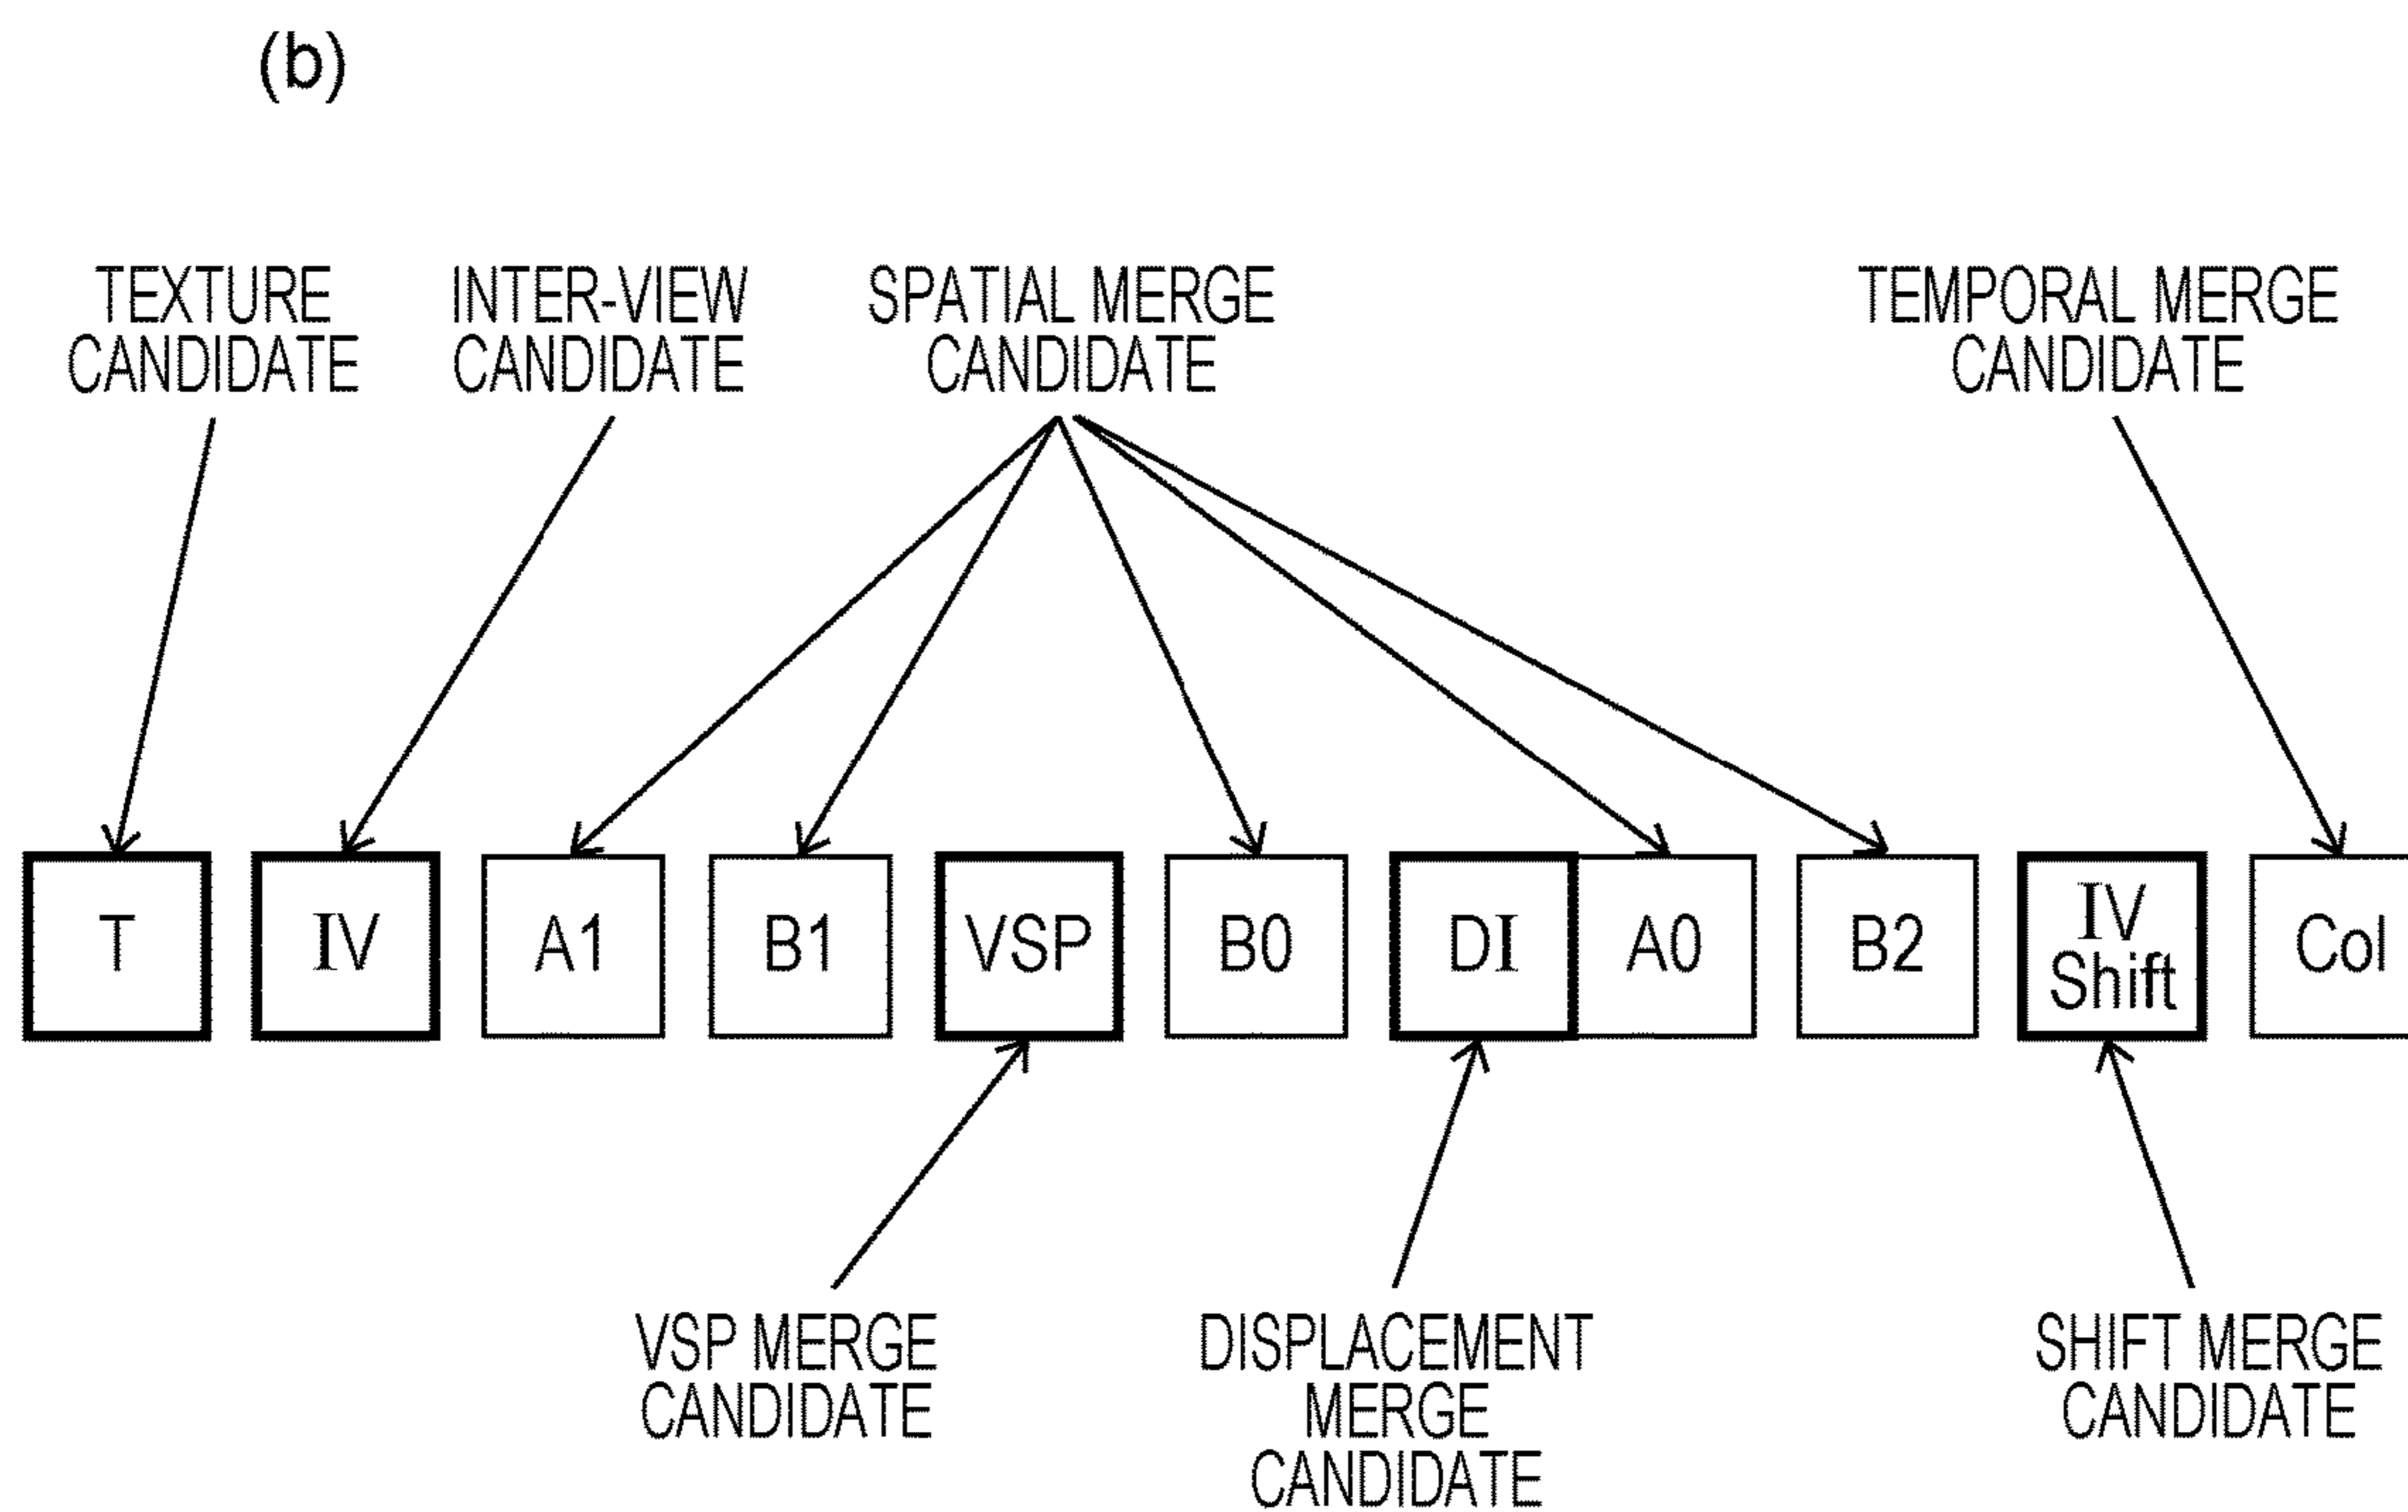 (b)
TEXTURE
CANDIDATE
INTER-VIEW
CANDIDATE
SPATIAL MERGE
CANDIDATE
TEMPORAL MERGE
CANDIDATE
T
IV
A1
B1
VSP
B0
DI
A0
B2
IV
Shift
Col
VSP MERGE
CANDIDATE
DISPLACEMENT
MERGE
CANDIDATE
SHIFT MERGE
CANDIDATE